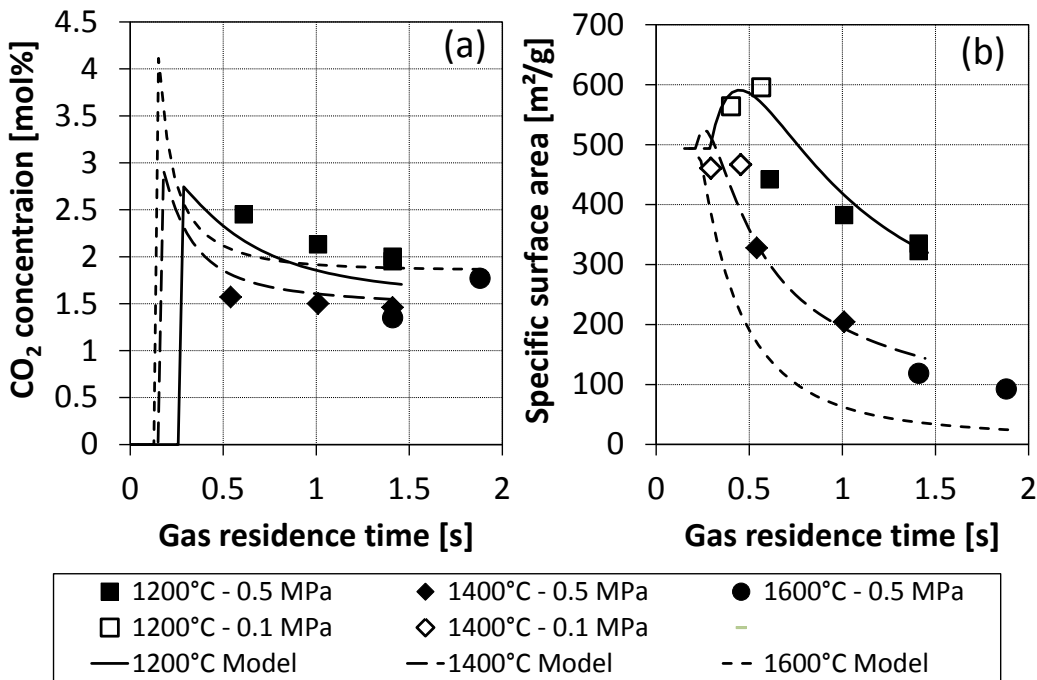 (a)
CO₂ concentraion [mol%]
4.5
4
3.5
3
2.5
2
1.5
1
0.5
0
0 0.5 1 1.5 2
Gas residence time [s]
(b)
Specific surface area [m²/g]
700
600
500
400
300
200
100
0
0 0.5 1 1.5 2
Gas residence time [s]
1200°C - 0.5 MPa 1400°C - 0.5 MPa 1600°C - 0.5 MPa
1200°C - 0.1 MPa 1400°C - 0.1 MPa
1200°C Model 1400°C Model 1600°C Model